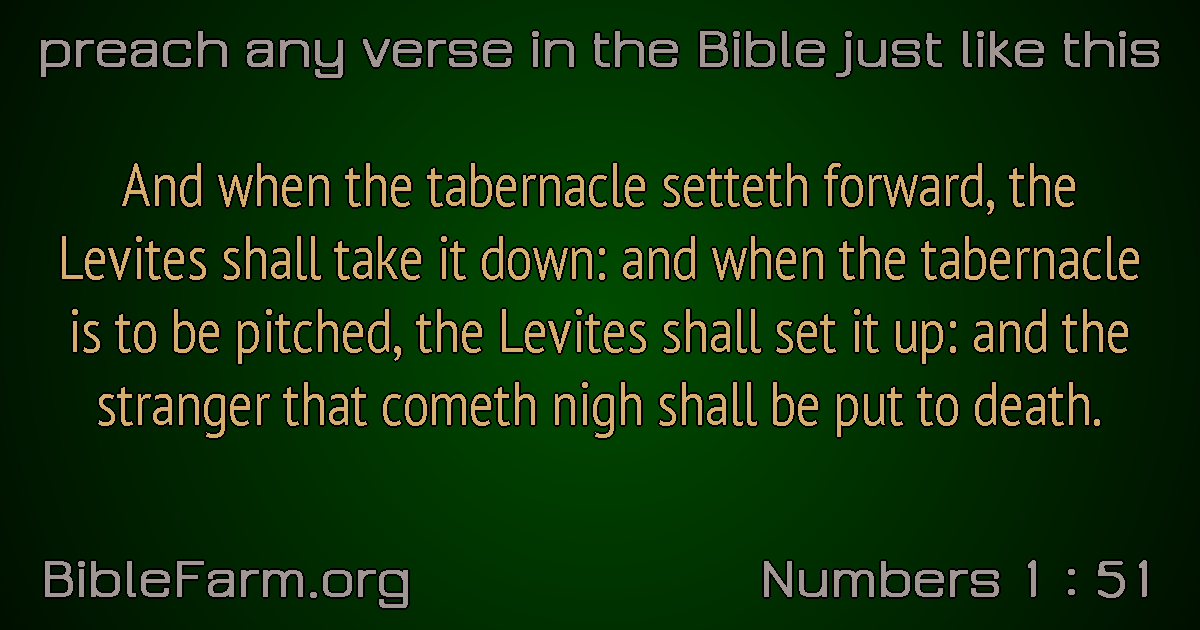 preach any verse in the Bible just like this
And when the tabernacle setteth forward, the
Levites shall take it down: and when the tabernacle
is to be pitched, the Levites shall set it up: and the
stranger that cometh nigh shall be put to death.
BibleFarm.org
Numbers 1 : 51